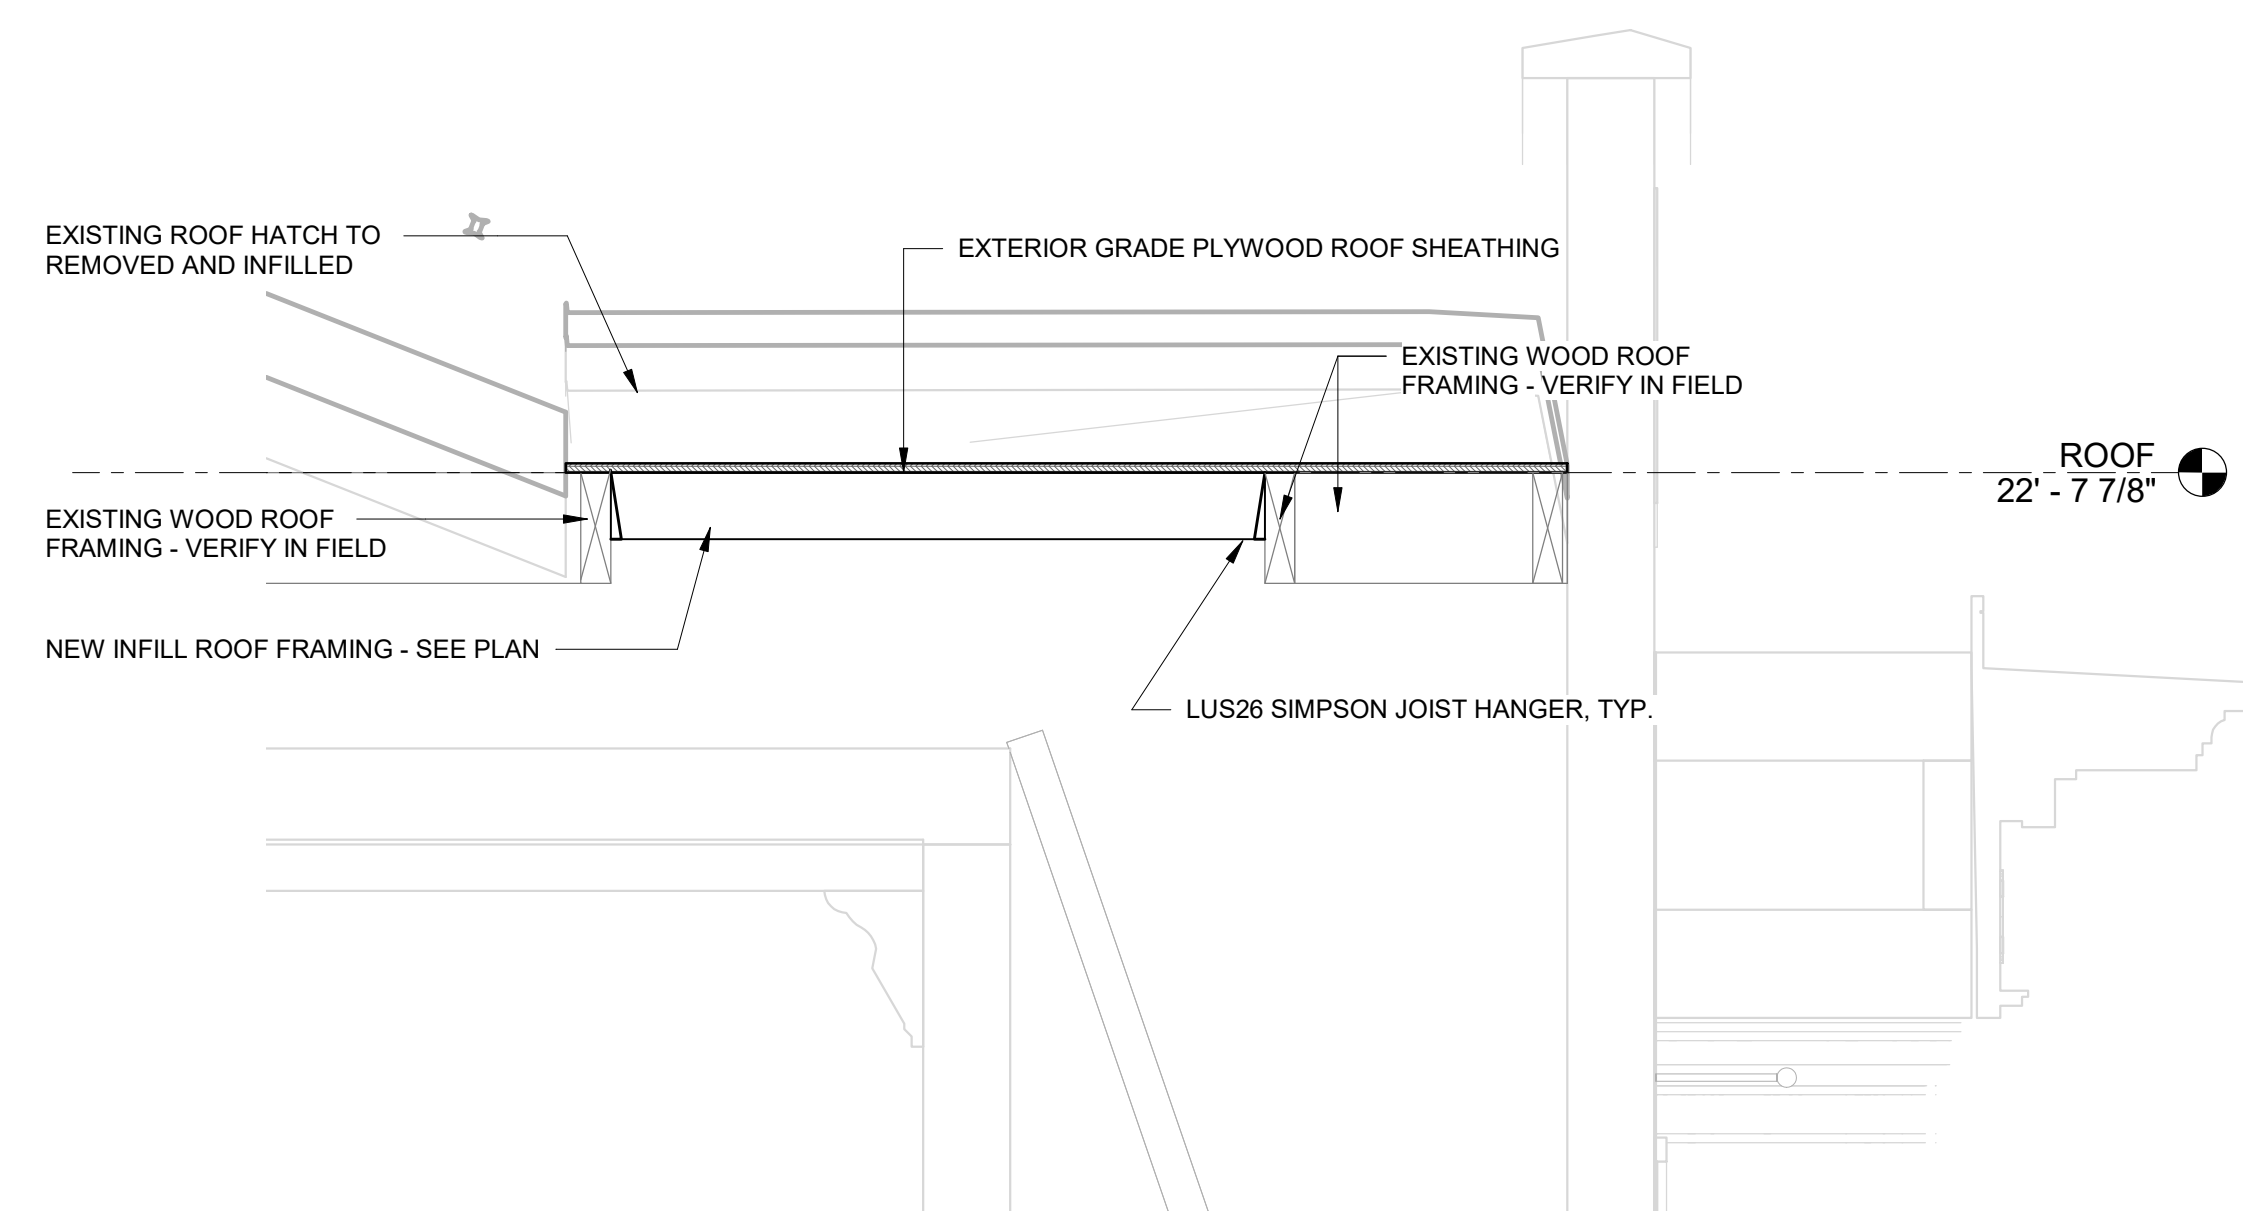 EXISTING ROOF HATCH TO
REMOVED AND INFILLED
EXTERIOR GRADE PLYWOOD ROOF SHEATHING
EXISTING WOOD ROOF
FRAMING - VERIFY IN FIELD
ROOF
22' - 7 7/8"
EXISTING WOOD ROOF
FRAMING - VERIFY IN FIELD
NEW INFILL ROOF FRAMING - SEE PLAN
LUS26 SIMPSON JOIST HANGER, TYP.